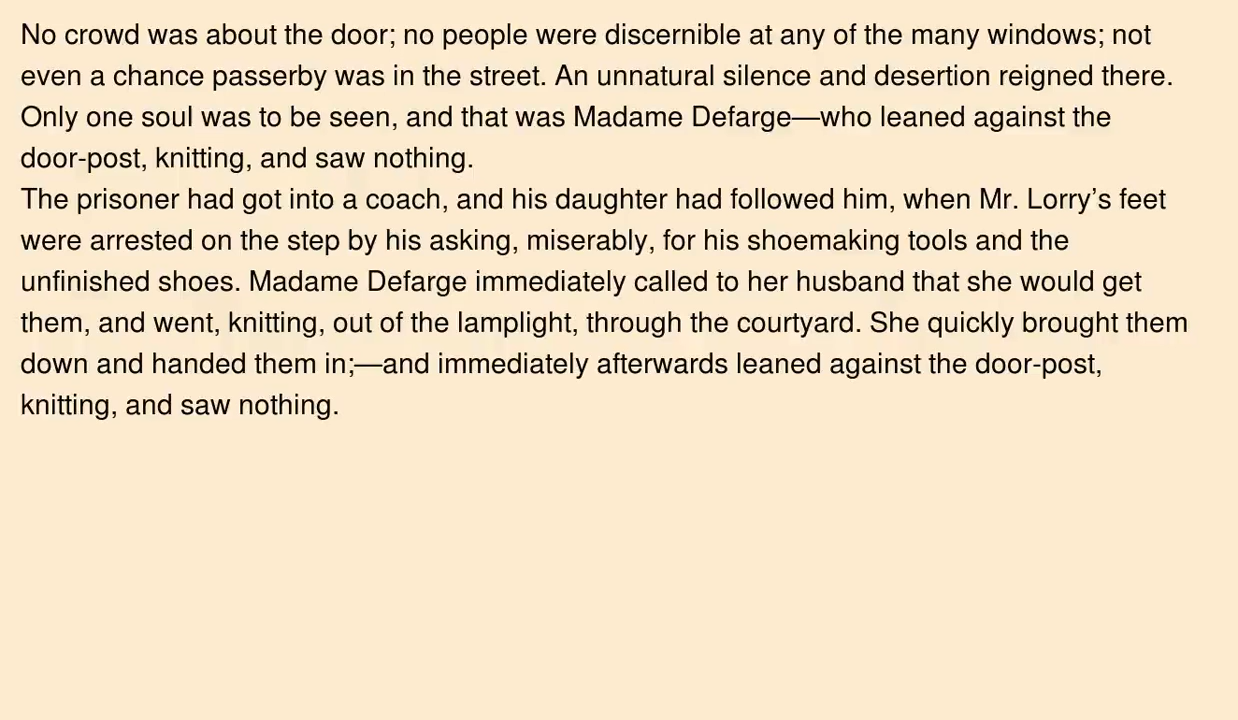 No crowd was about the door; no people were discernible at any of the many windows; not
even a chance passerby was in the street. An unnatural silence and desertion reigned there.
Only one soul was to be seen, and that was Madame Defarge—who leaned against the
door-post, knitting, and saw nothing.
The prisoner had got into a coach, and his daughter had followed him, when Mr. Lorry’s feet
were arrested on the step by his asking, miserably, for his shoemaking tools and the
unfinished shoes. Madame Defarge immediately called to her husband that she would get
them, and went, knitting, out of the lamplight, through the courtyard. She quickly brought them
down and handed them in;—and immediately afterwards leaned against the door-post,
knitting, and saw nothing.